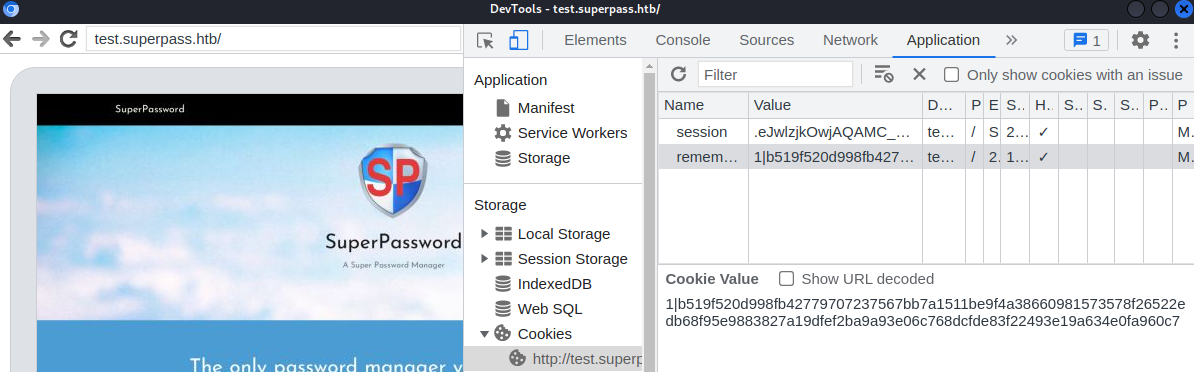 DevTools - test.superpass.htb/
test.superpass.htb/
Elements Console Sources Network Application » 1
SuperPassword
SP
SuperPassword
A Super Password Manager
The only password manager y
Application
Manifest
Service Workers
Storage
Storage
Local Storage
Session Storage
IndexedDB
Web SQL
Cookies
http://test.superp
Filter
Only show cookies with an issue
Name Value D… P E S… H… S… S… S… P… P
session .eJwlzjkOwjAQAMC_… te… / S 2… ✓ M
remem… 1|b519f520d998fb427… te… / 2. 1… ✓ M
Cookie Value Show URL decoded
1|b519f520d998fb42779707237567bb7a1511be9f4a38660981573578f26522e
db68f95e9883827a19dfef2ba9a93e06c768dcfde83f22493e19a634e0fa960c7